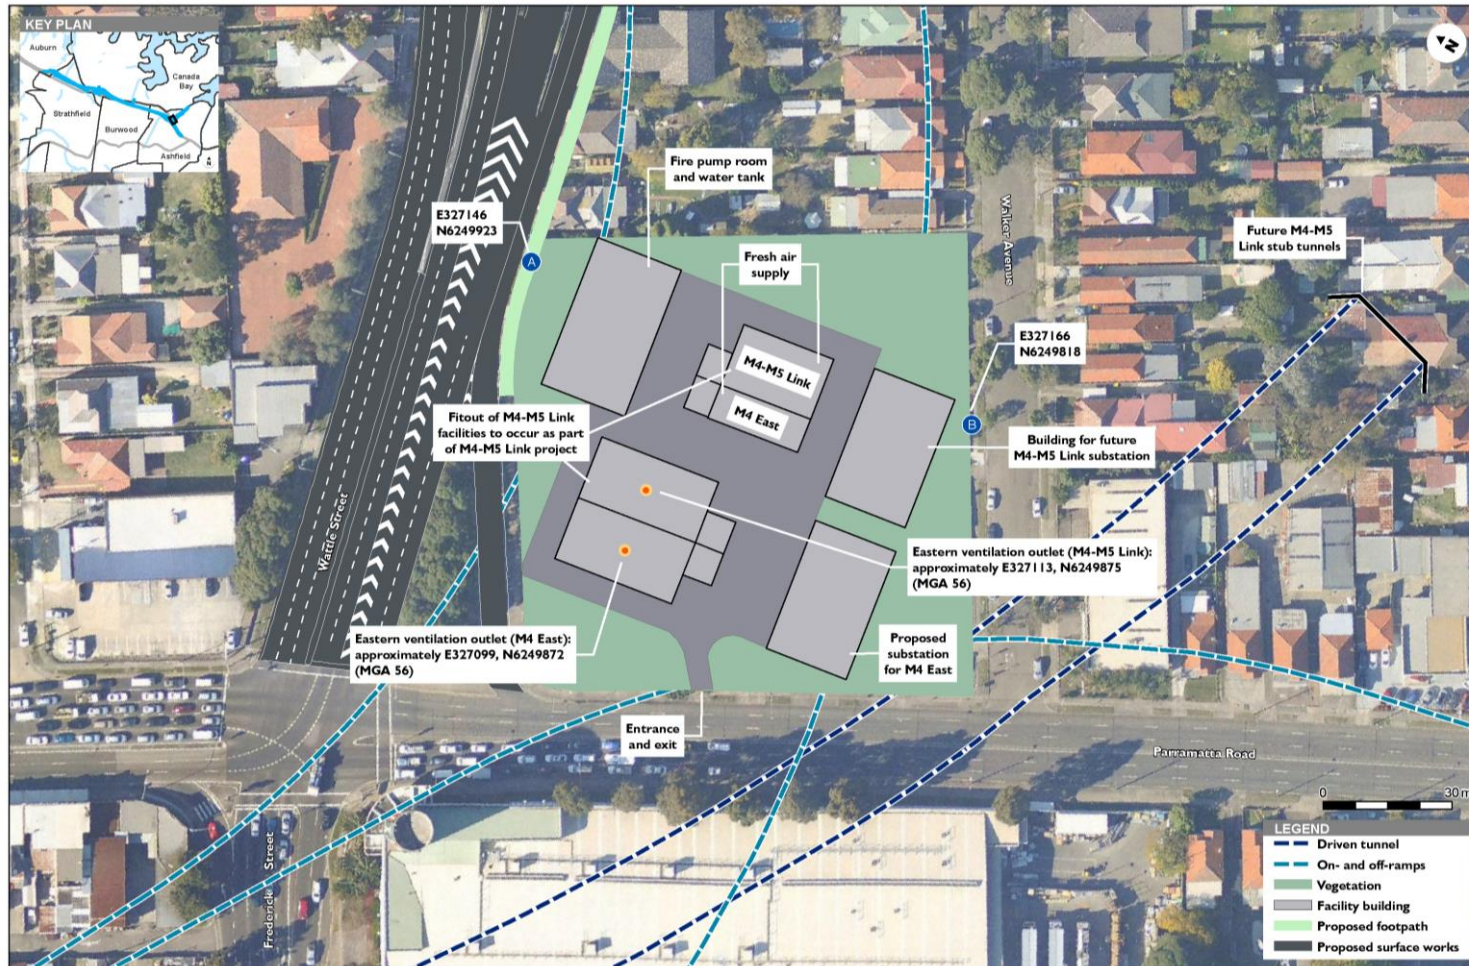 KEY PLAN
Auburn
Canada
Bay
Strathfield
Burwood
Ashfield
N
N
Fire pump room
and water tank
E327146
N6249923
A
Fresh air
supply
Walker Avenue
Future M4-M5
Link stub tunnels
M4-M5 Link
M4 East
E327166
N6249818
B
Fitout of M4-M5 Link
facilities to occur as part
of M4-M5 Link project
Building for future
M4-M5 Link substation
Wattle Street
Eastern ventilation outlet (M4-M5 Link):
approximately E327113, N6249875
(MGA 56)
Eastern ventilation outlet (M4 East):
approximately E327099, N6249872
(MGA 56)
Proposed
substation
for M4 East
Entrance
and exit
Parramatta Road
Frederick Street
0 30 m
LEGEND
Driven tunnel
On- and off-ramps
Vegetation
Facility building
Proposed footpath
Proposed surface works